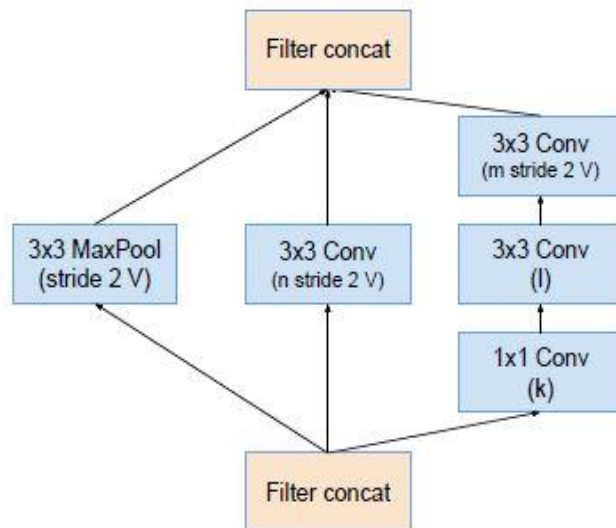 Filter concat
3x3 Conv
(m stride 2 V)
3x3 MaxPool
(stride 2 V)
3x3 Conv
(n stride 2 V)
3x3 Conv
(l)
1x1 Conv
(k)
Filter concat